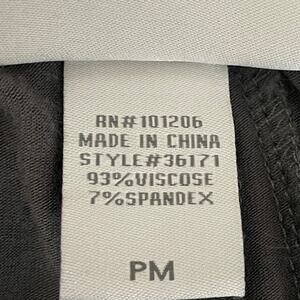 RN#101206
MADE IN CHINA
STYLE#36171
93%VISCOSE
7%SPANDEX
PM